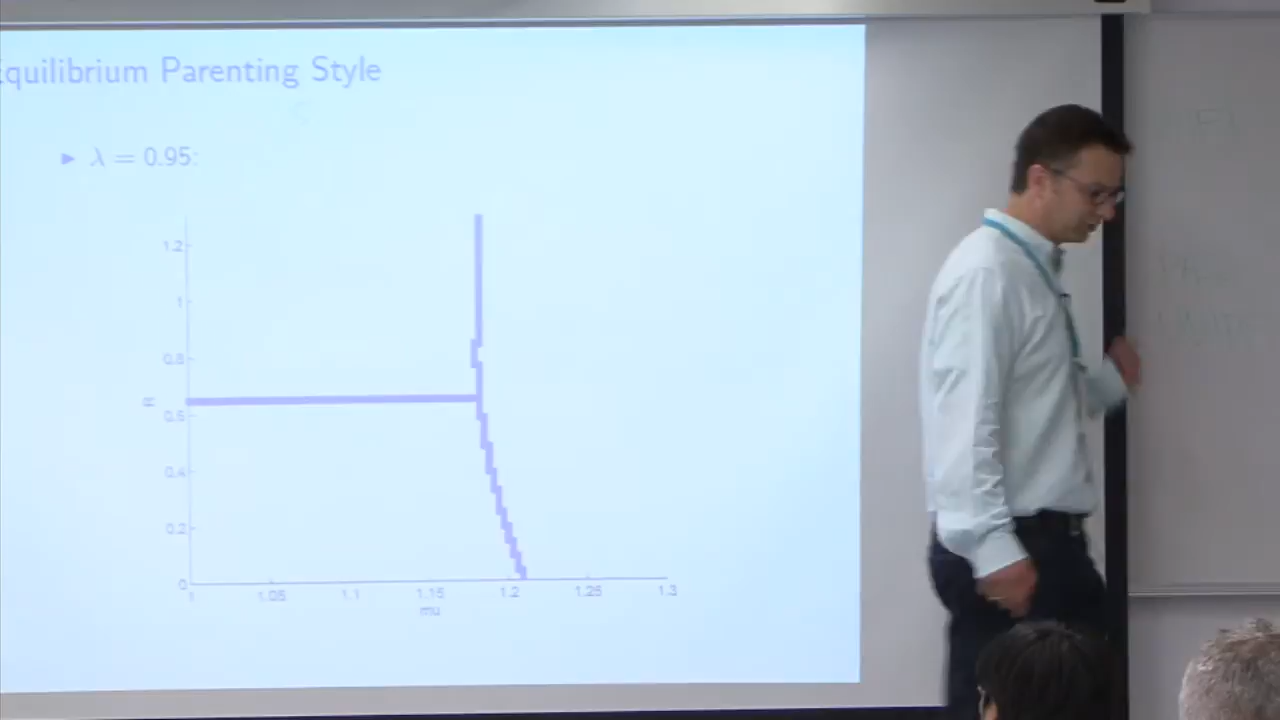 Equilibrium Parenting Style
► λ = 0.95:
1.2
1
0.8
R
0.6
0.4
0.2
0
1 1.05 1.1 1.15 1.2 1.25 1.3
mu